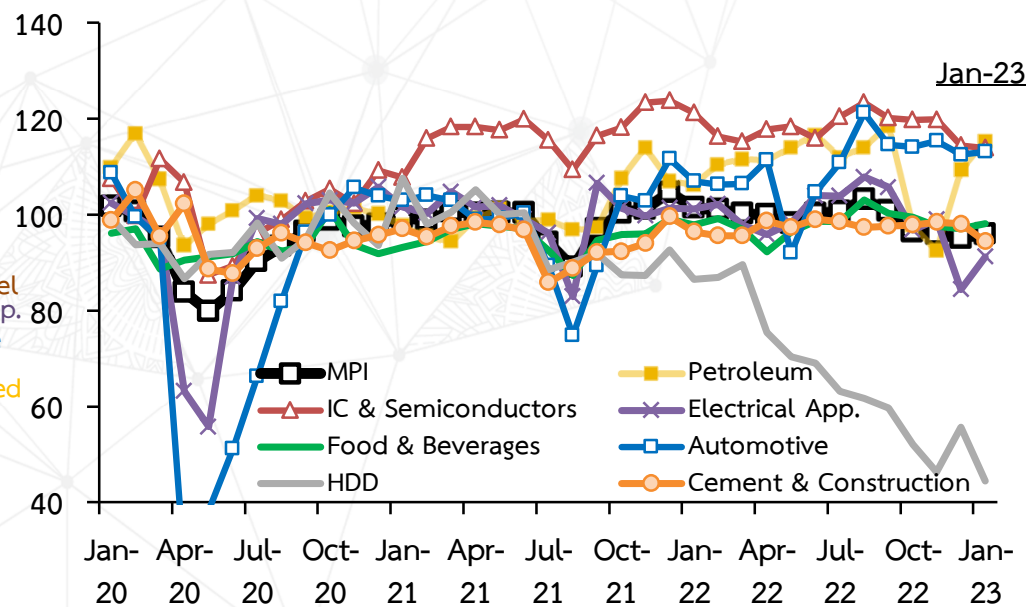 140
120
100
80
60
40
Jan-23
el
p.
ed
MPI
Petroleum
IC & Semiconductors
Electrical App.
Food & Beverages
Automotive
HDD
Cement & Construction
Jan- Apr- Jul- Oct- Jan- Apr- Jul- Oct- Jan- Apr- Jul- Oct- Jan-
20 20 20 20 21 21 21 21 22 22 22 22 23